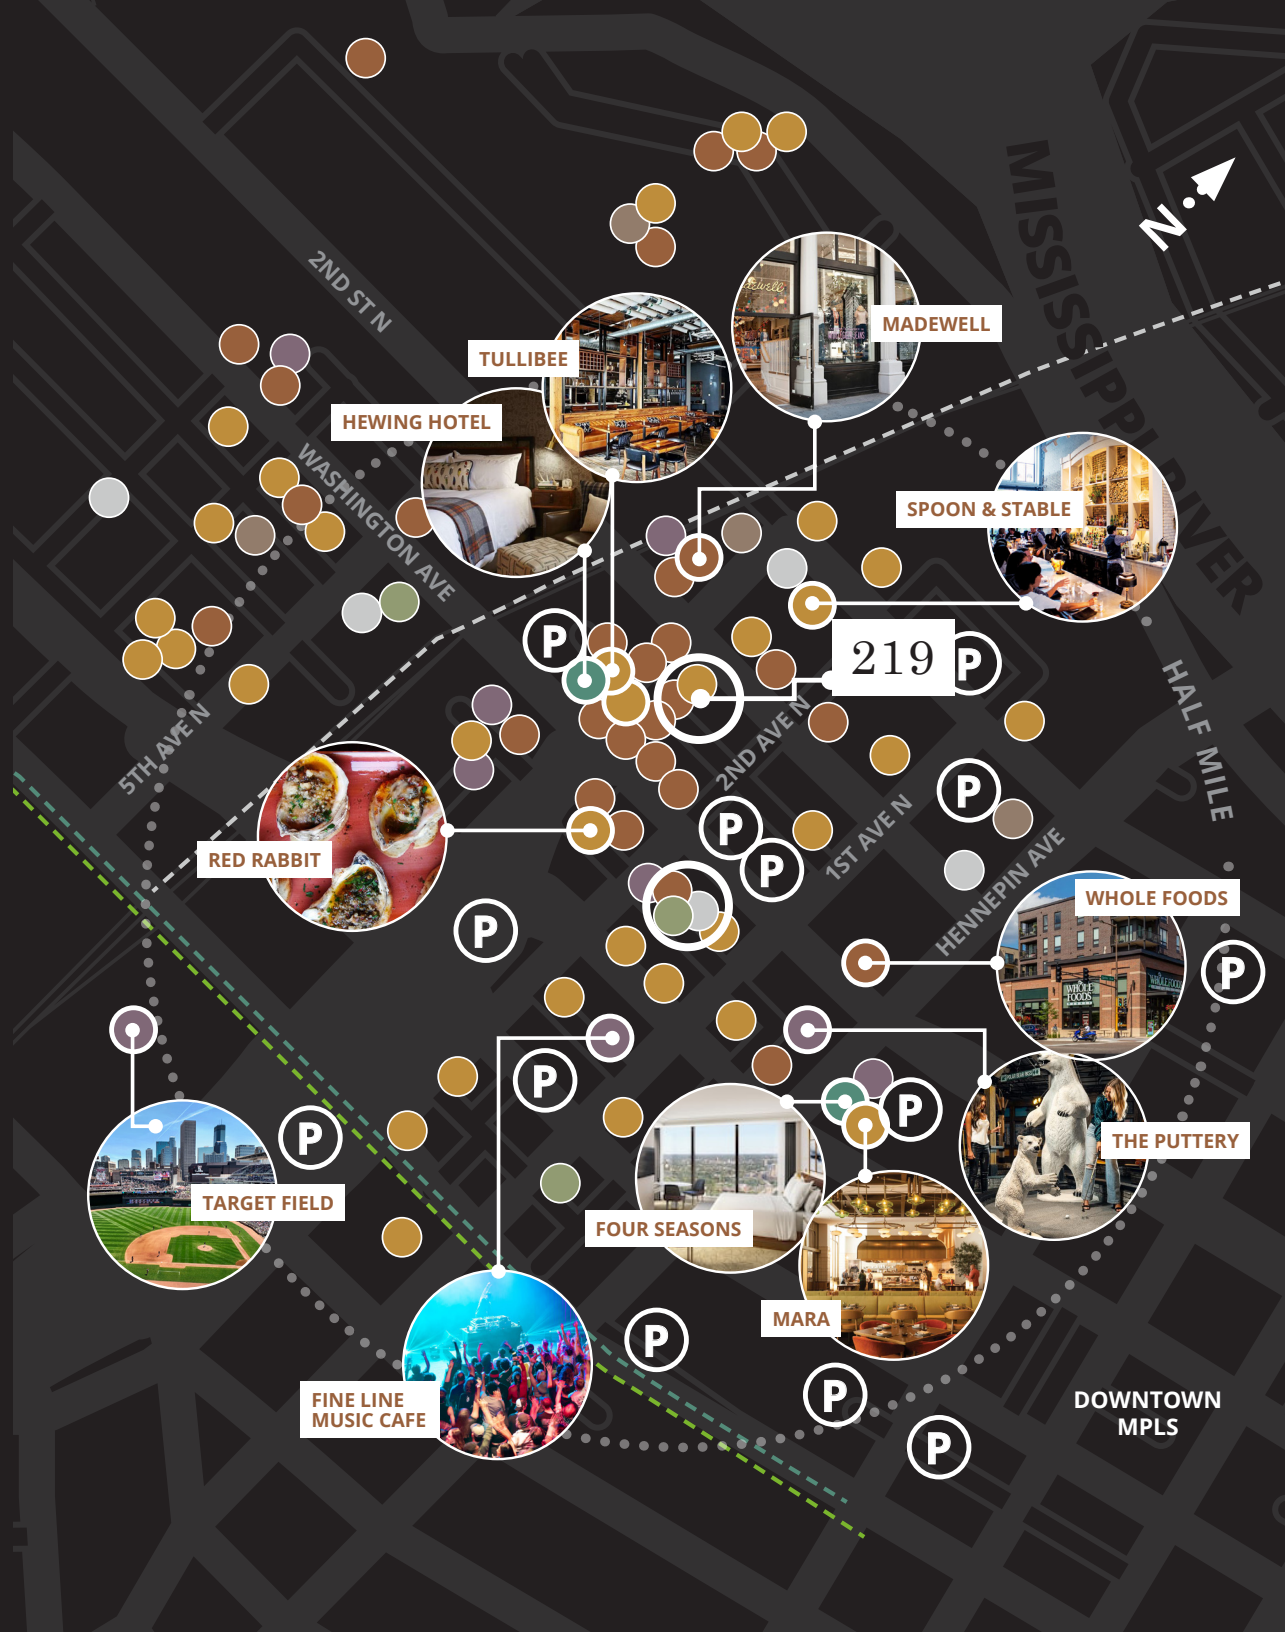 MISSISSIPPI RIVER
N
2ND ST N
MADEWELL
TULLIBEE
HEWING HOTEL
WASHINGTON AVE
SPOON & STABLE
P
219
P
HALF MILE
5TH AVE N
2ND AVE N
P
1ST AVE N
P
P
HENNEPIN AVE
RED RABBIT
WHOLE FOODS
WHOLE
FOODS
P
P
P
P
P
THE PUTTERY
TARGET FIELD
FOUR SEASONS
MARA
P
P
FINE LINE
MUSIC CAFE
DOWNTOWN
MPLS
P